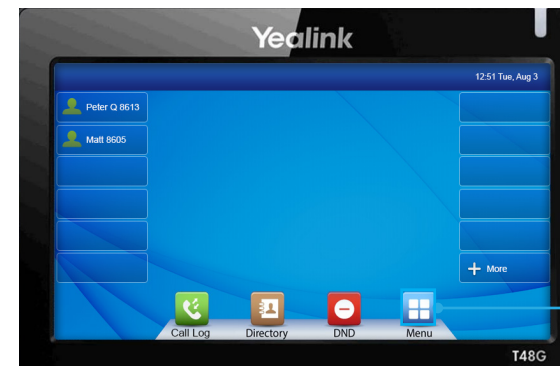 Yealink
12:51 Tue, Aug 3
Peter Q 8613
Matt 8605
More
Call Log
Directory
DND
Menu
T48G